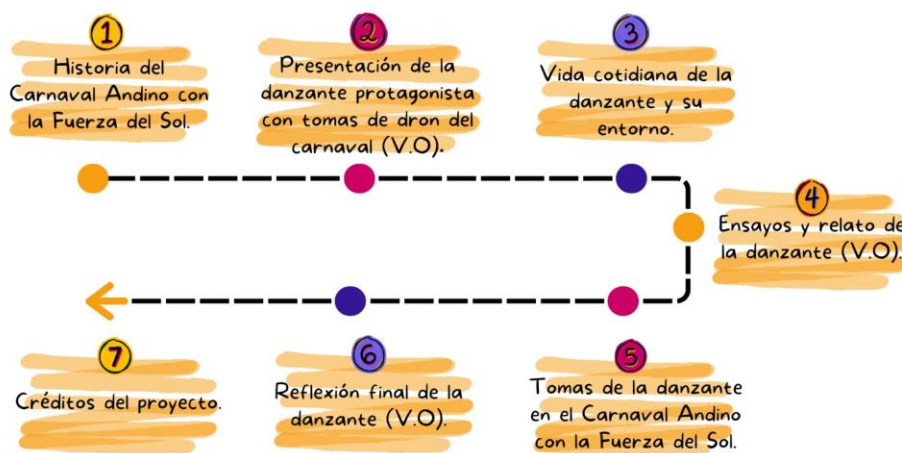 1
Historia del
Carnaval Andino con
la Fuerza del Sol.
2
Presentación de la
danzante protagonista
con tomas de dron del
carnaval (V.O).
3
Vida cotidiana de la
danzante y su
entorno.
4
Ensayos y relato de
la danzante (V.O).
5
Tomas de la danzante
en el Carnaval Andino
con la Fuerza del Sol.
6
Reflexión final de la
danzante (V.O).
7
Créditos del proyecto.